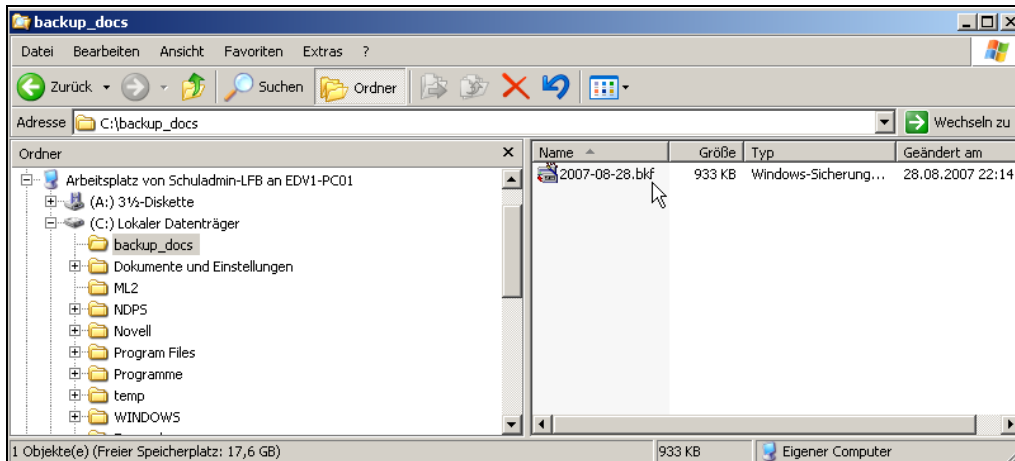 backup_docs
Datei Bearbeiten Ansicht Favoriten Extras ?
Zurück Suchen Ordner
Adresse C:\backup_docs Wechseln zu
Ordner
Name Größe Typ Geändert am
2007-08-28.bkf 933 KB Windows-Sicherung... 28.08.2007 22:14
Arbeitsplatz von Schuladmin-LFB an EDV1-PC01
(A:) 3½-Diskette
(C:) Lokaler Datenträger
backup_docs
Dokumente und Einstellungen
ML2
NDPS
Novell
Program Files
Programme
temp
WINDOWS
1 Objekte(e) (Freier Speicherplatz: 17,6 GB) 933 KB Eigener Computer